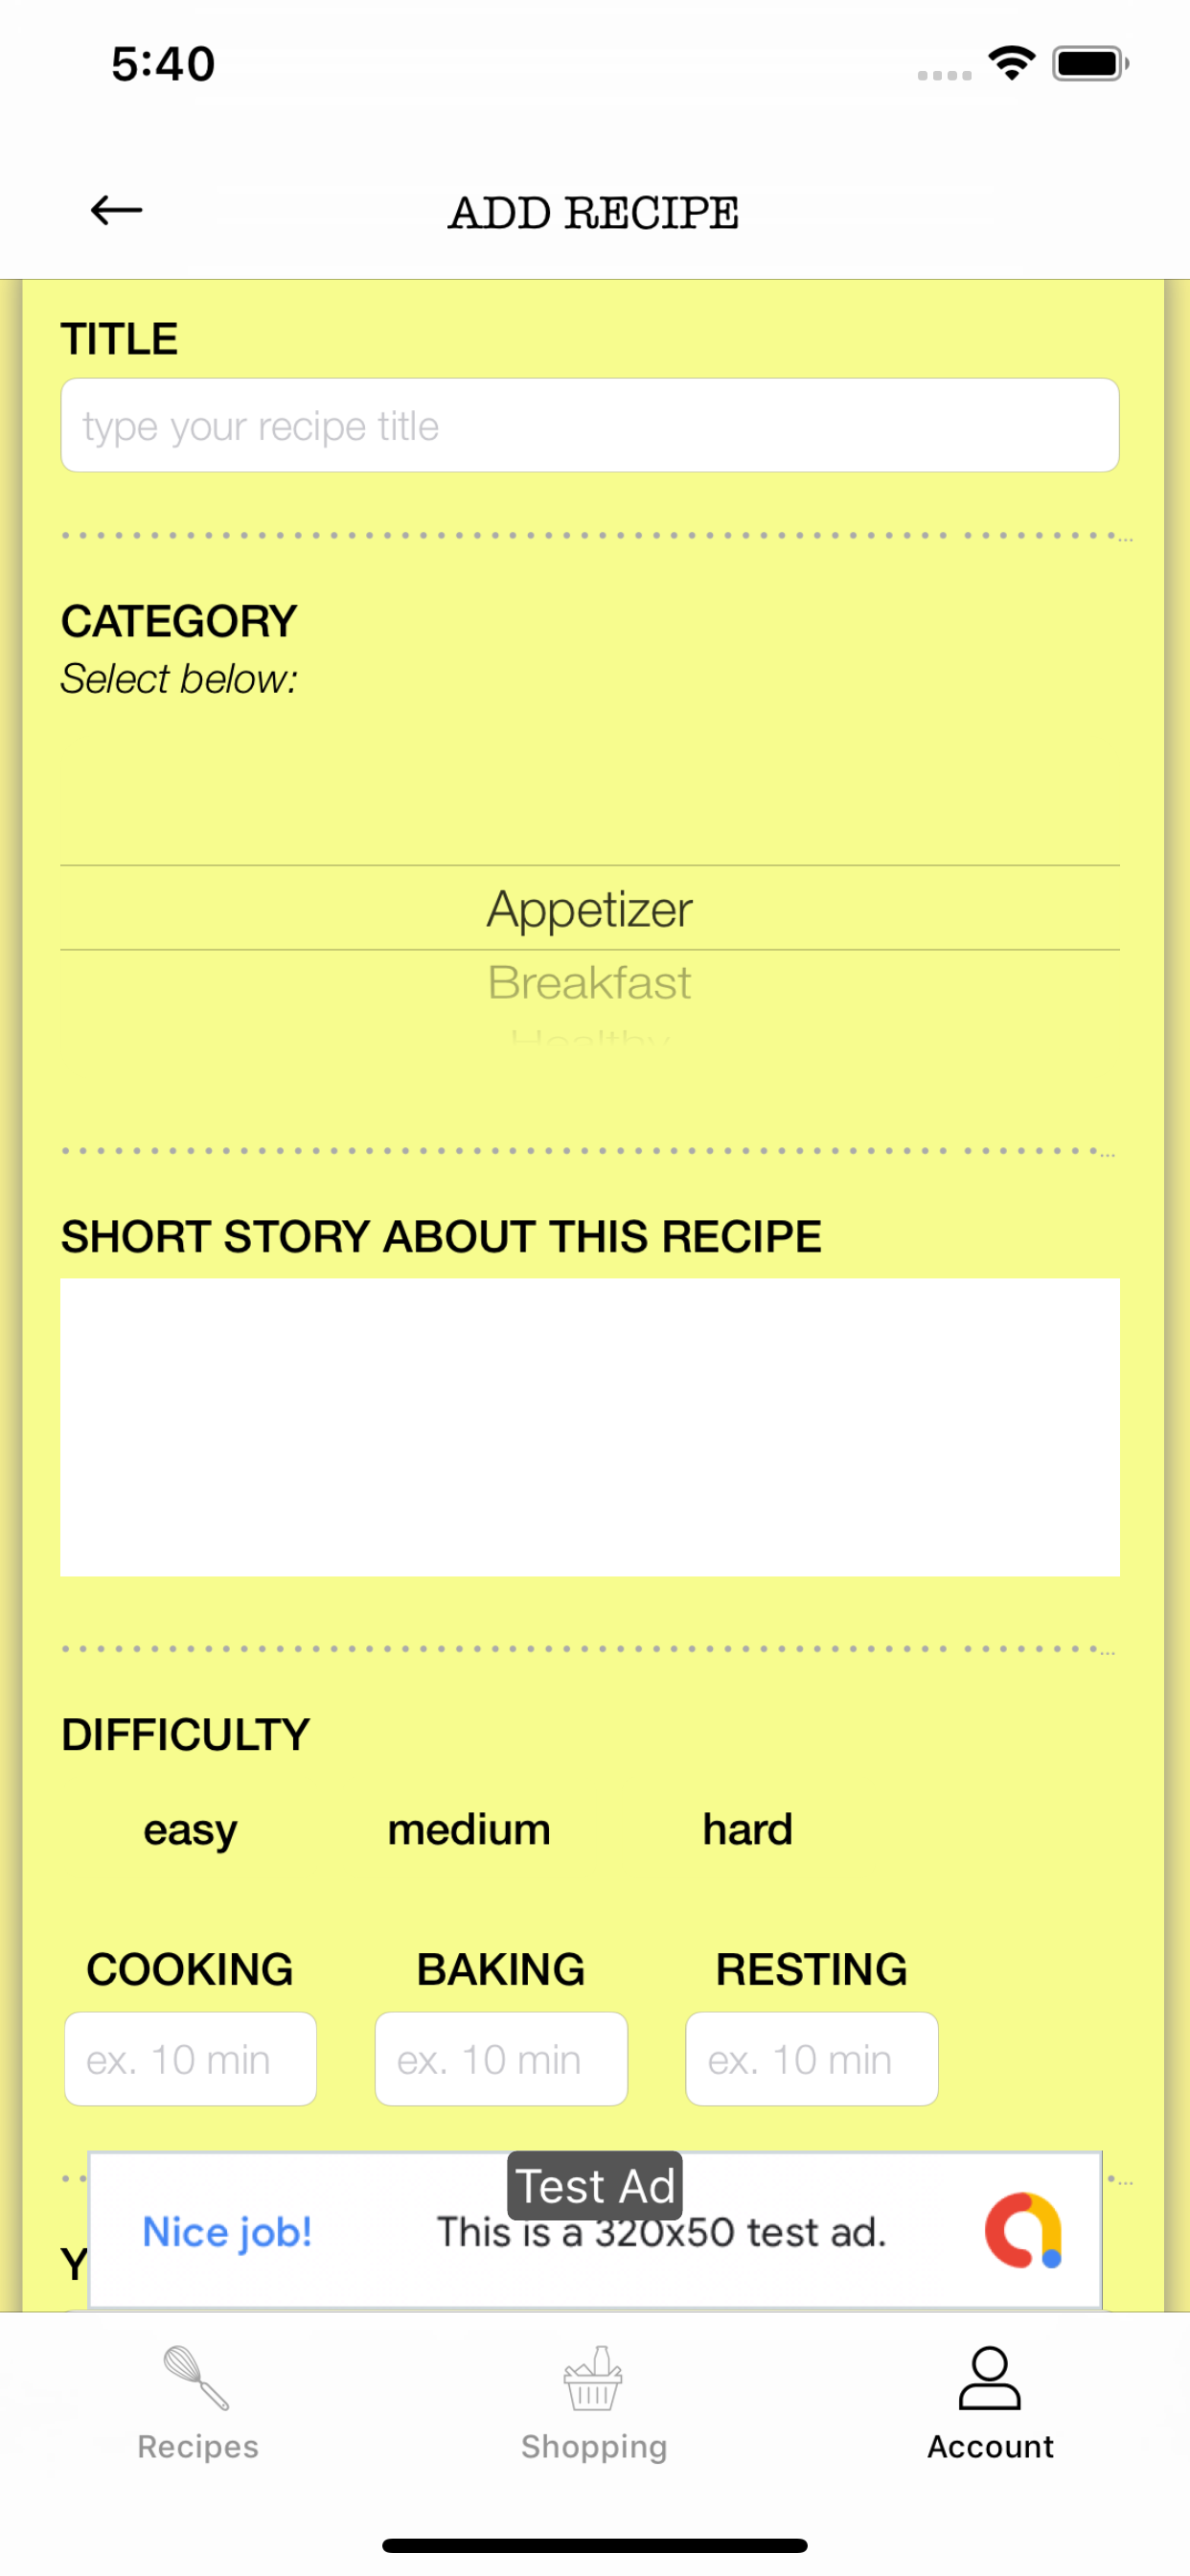 5:40
ADD RECIPE
TITLE
type your recipe title
CATEGORY
Select below:
Appetizer
Breakfast
Healthy
SHORT STORY ABOUT THIS RECIPE
DIFFICULTY
easy medium hard
COOKING BAKING RESTING
ex. 10 min ex. 10 min ex. 10 min
Test Ad
Nice job! This is a 320x50 test ad.
Y
Recipes Shopping Account